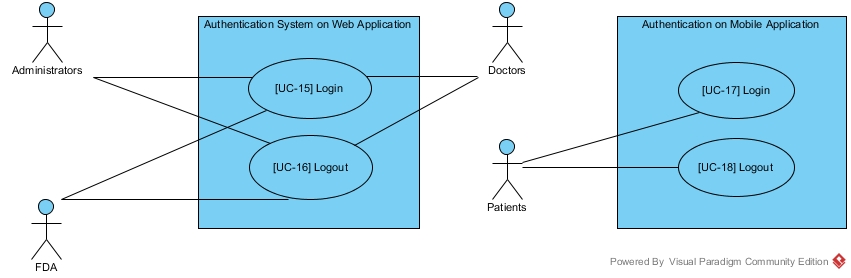 Authentication System on Web Application
Authentication on Mobile Application
Administrators
Doctors
[UC-15] Login
[UC-17] Login
[UC-16] Logout
[UC-18] Logout
Patients
FDA
Powered By Visual Paradigm Community Edition